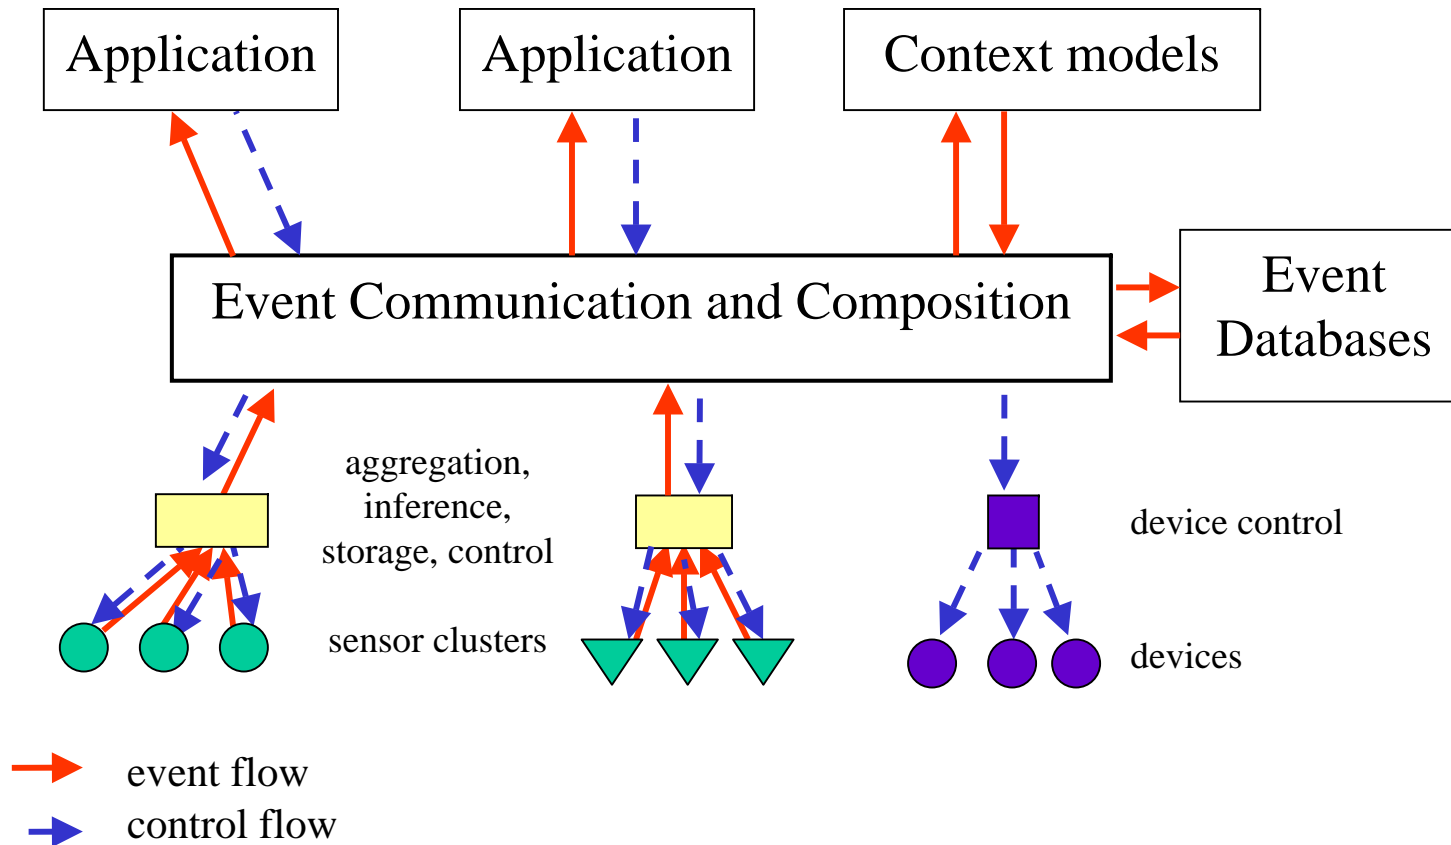 Application
Application
Context models
Event Communication and Composition
Event
Databases
aggregation,
inference,
storage, control
device control
sensor clusters
devices
event flow
control flow